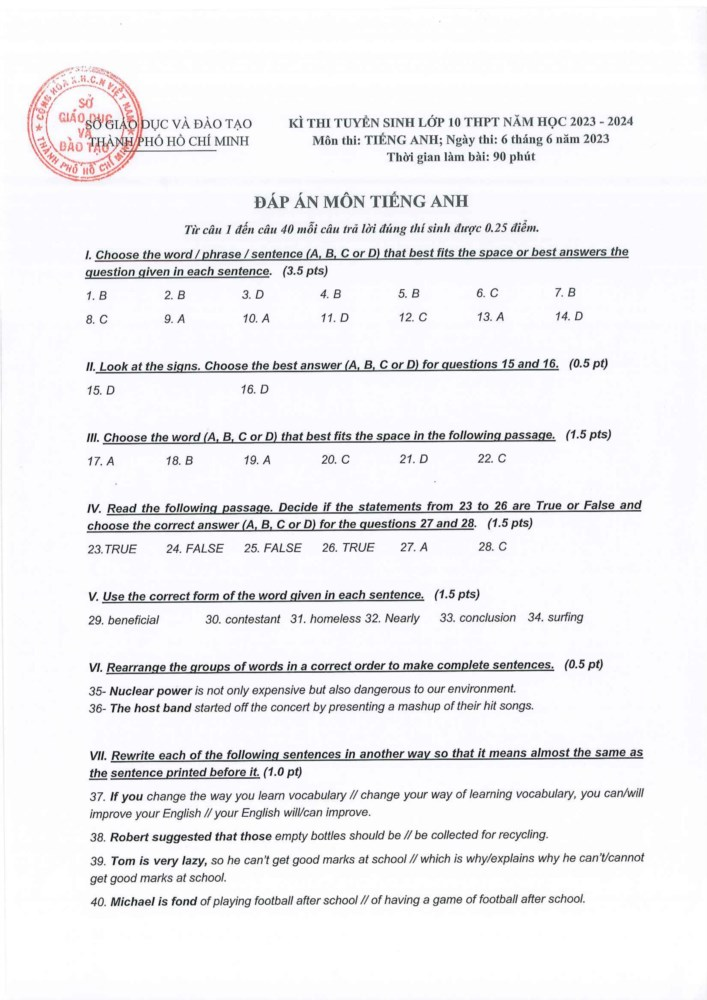 CỘNG HÒA X.H.C.N VIỆT NAM
SỞ
GIÁO DỤC
VÀ
ĐÀO TẠO
THÀNH PHỐ HỒ CHÍ MINH
SỞ GIÁO DỤC VÀ ĐÀO TẠO
THÀNH PHỐ HỒ CHÍ MINH
KÌ THI TUYỂN SINH LỚP 10 THPT NĂM HỌC 2023 - 2024
Môn thi: TIẾNG ANH; Ngày thi: 6 tháng 6 năm 2023
Thời gian làm bài: 90 phút
ĐÁP ÁN MÔN TIẾNG ANH
Từ câu 1 đến câu 40 mỗi câu trả lời đúng thí sinh được 0.25 điểm.
I. Choose the word / phrase / sentence (A, B, C or D) that best fits the space or best answers the
question given in each sentence. (3.5 pts)
1. B 2. B 3. D 4. B 5. B 6. C 7. B
8. C 9. A 10. A 11. D 12. C 13. A 14. D
II. Look at the signs. Choose the best answer (A, B, C or D) for questions 15 and 16. (0.5 pt)
15. D 16. D
III. Choose the word (A, B, C or D) that best fits the space in the following passage. (1.5 pts)
17. A 18. B 19. A 20. C 21. D 22. C
IV. Read the following passage. Decide if the statements from 23 to 26 are True or False and
choose the correct answer (A, B, C or D) for the questions 27 and 28. (1.5 pts)
23.TRUE 24. FALSE 25. FALSE 26. TRUE 27. A 28. C
V. Use the correct form of the word given in each sentence. (1.5 pts)
29. beneficial 30. contestant 31. homeless 32. Nearly 33. conclusion 34. surfing
VI. Rearrange the groups of words in a correct order to make complete sentences. (0.5 pt)
35- Nuclear power is not only expensive but also dangerous to our environment.
36- The host band started off the concert by presenting a mashup of their hit songs.
VII. Rewrite each of the following sentences in another way so that it means almost the same as
the sentence printed before it. (1.0 pt)
37. If you change the way you learn vocabulary // change your way of learning vocabulary, you can/will
improve your English // your English will/can improve.
38. Robert suggested that those empty bottles should be // be collected for recycling.
39. Tom is very lazy, so he can't get good marks at school // which is why/explains why he can't/cannot
get good marks at school.
40. Michael is fond of playing football after school // of having a game of football after school.